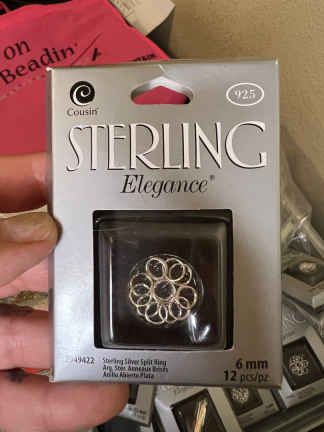 on
Beadin'
Cousin®
925
STERLING
Elegance®
49422
Sterling Silver Split Ring
Arg. Ster. Anneaux Brisés
Anillo Abierto Plata
6 mm
12 pcs/pz